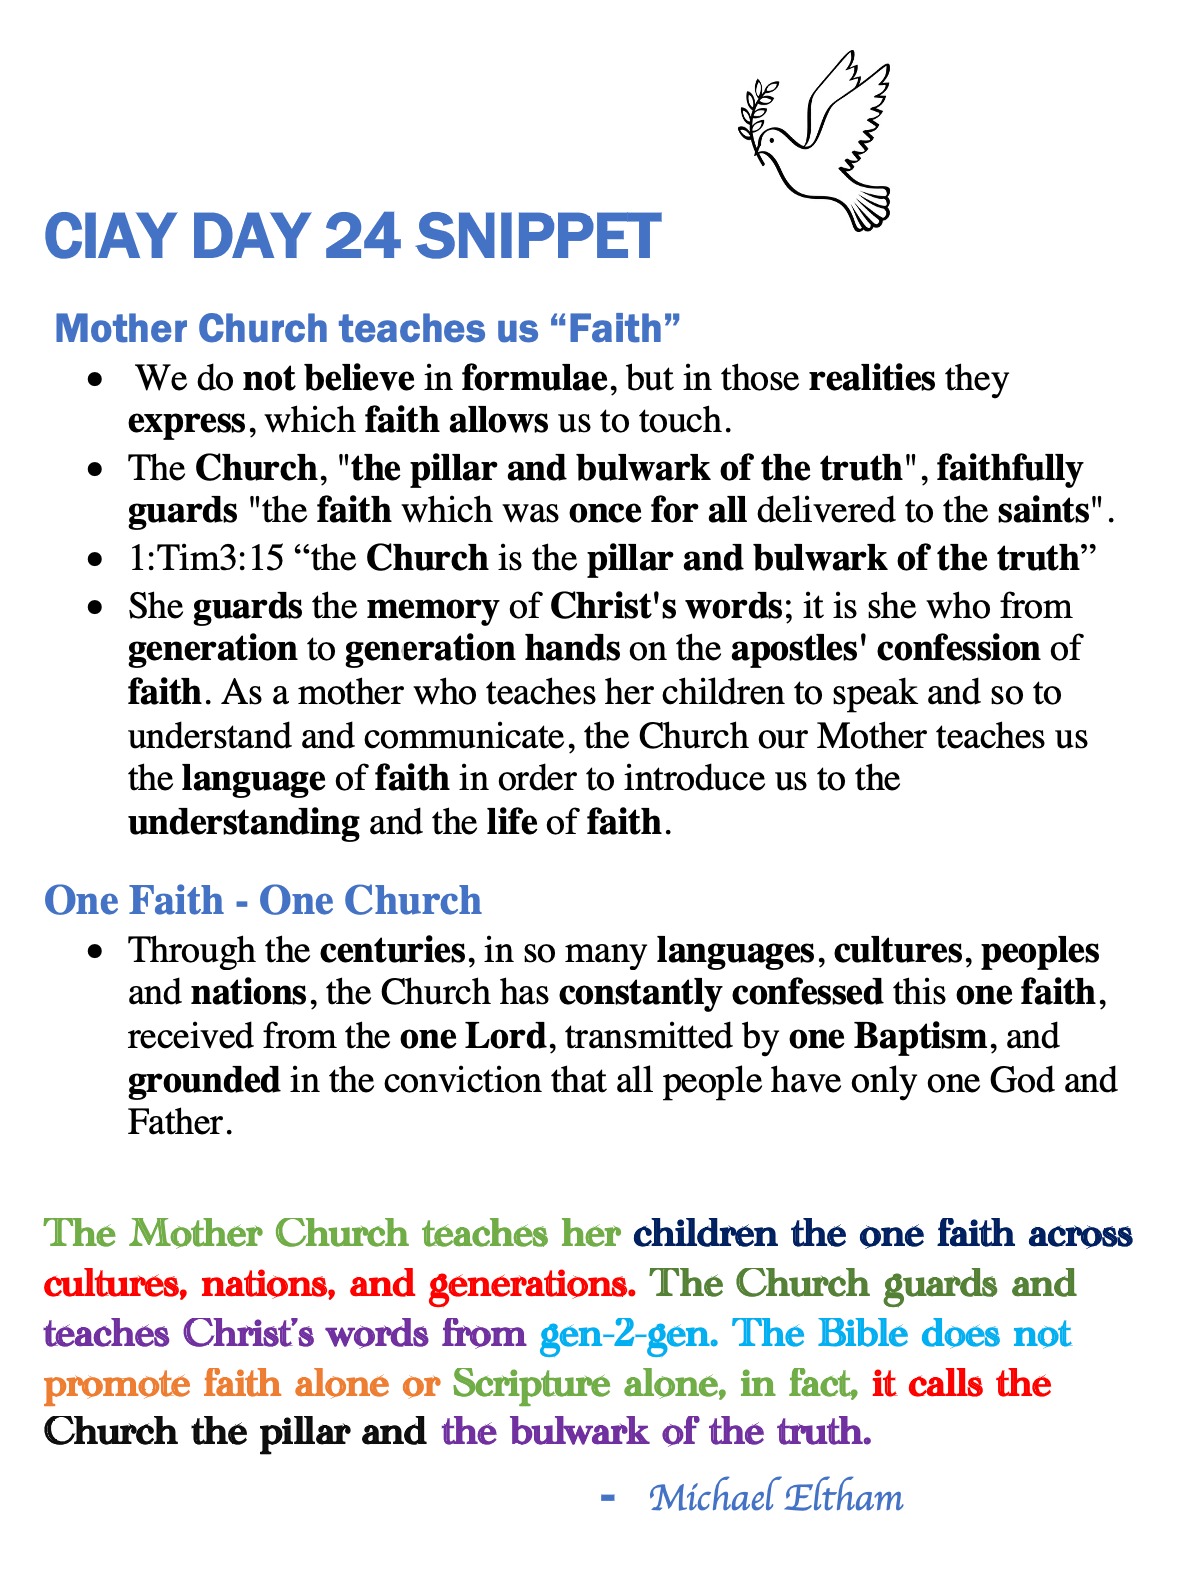 CIAY DAY 24 SNIPPET
Mother Church teaches us “Faith”
• We do not believe in formulae, but in those realities they
express, which faith allows us to touch.
• The Church, "the pillar and bulwark of the truth", faithfully
guards "the faith which was once for all delivered to the saints".
• 1:Tim3:15 “the Church is the pillar and bulwark of the truth”
• She guards the memory of Christ's words; it is she who from
generation to generation hands on the apostles' confession of
faith. As a mother who teaches her children to speak and so to
understand and communicate, the Church our Mother teaches us
the language of faith in order to introduce us to the
understanding and the life of faith.
One Faith - One Church
• Through the centuries, in so many languages, cultures, peoples
and nations, the Church has constantly confessed this one faith,
received from the one Lord, transmitted by one Baptism, and
grounded in the conviction that all people have only one God and
Father.
The Mother Church teaches her children the one faith across
cultures, nations, and generations. The Church guards and
teaches Christ’s words from gen-2-gen. The Bible does not
promote faith alone or Scripture alone, in fact, it calls the
Church the pillar and the bulwark of the truth.
- Michael Eltham